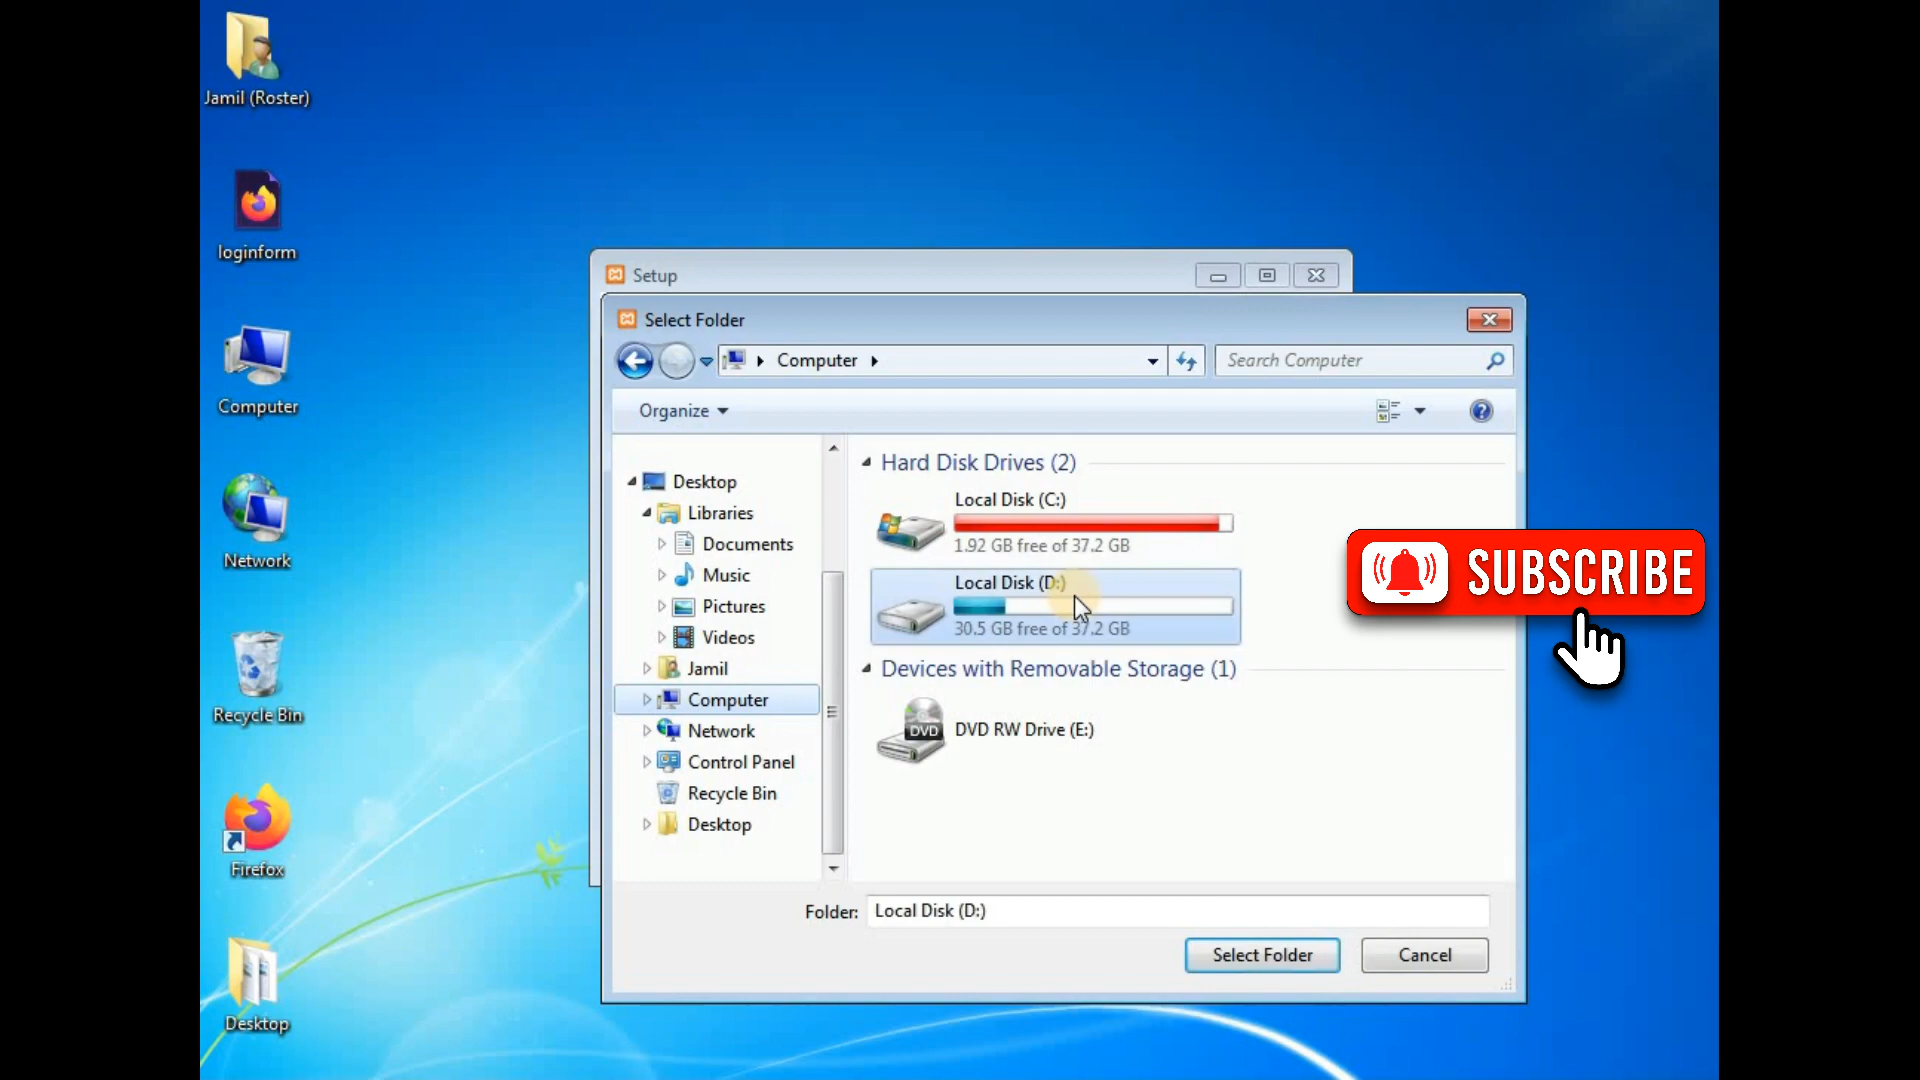 Jamil (Roster)
loginform
Computer
Network
Recycle Bin
Firefox
Desktop
Setup
Select Folder
Computer
Search Computer
Organize
Desktop
Libraries
Documents
Music
Pictures
Videos
Jamil
Computer
Network
Control Panel
Recycle Bin
Desktop
Hard Disk Drives (2)
Local Disk (C:)
1.92 GB free of 37.2 GB
Local Disk (D:)
30.5 GB free of 37.2 GB
Devices with Removable Storage (1)
DVD
DVD RW Drive (E:)
Folder: Local Disk (D:)
Select Folder Cancel
SUBSCRIBE